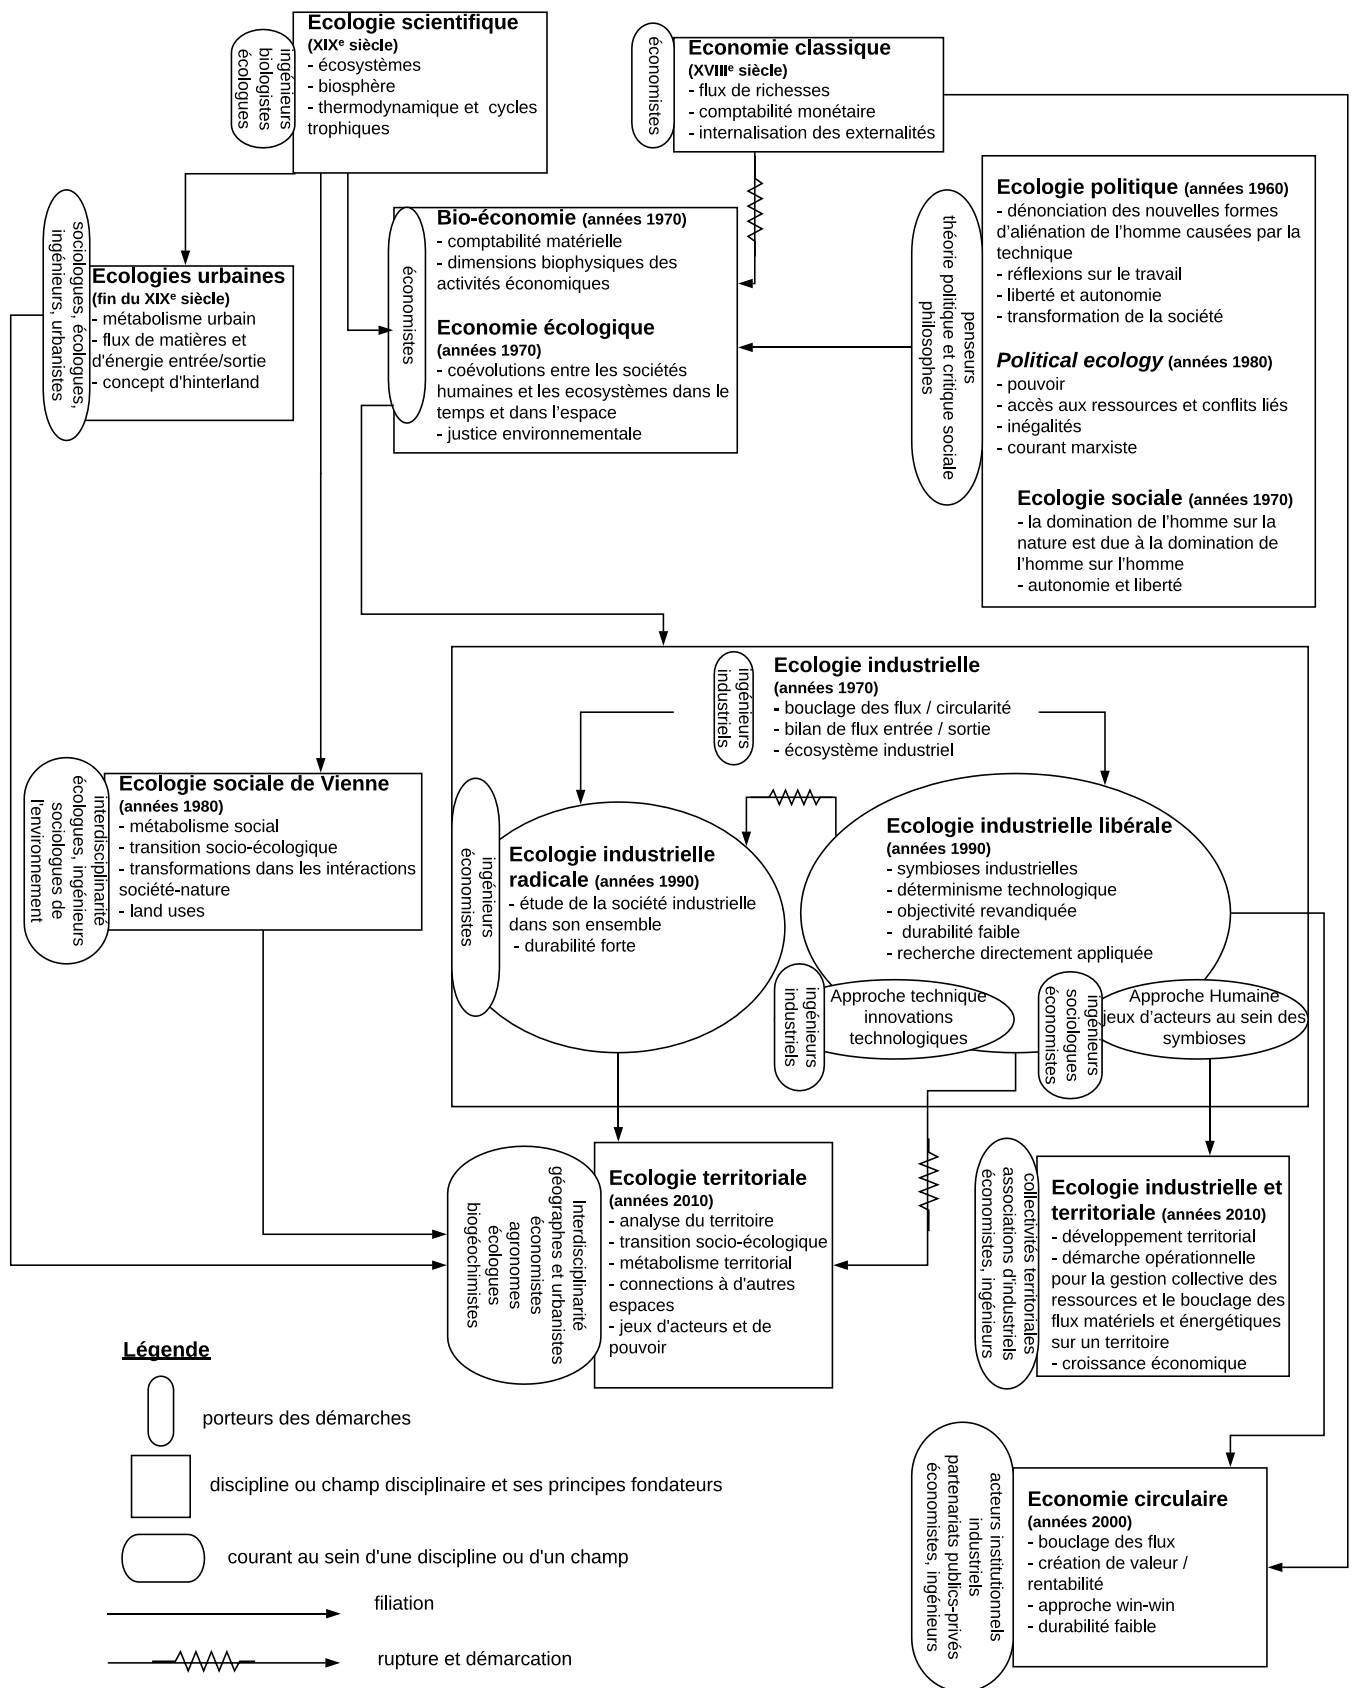 Ecologie scientifique
(XIXᵉ siècle)
- écosystèmes
- biosphère
- thermodynamique et cycles
trophiques
ingénieurs
biologistes
écologues
Economie classique
(XVIIIᵉ siècle)
- flux de richesses
- comptabilité monétaire
- internalisation des externalités
économistes
Ecologie politique (années 1960)
- dénonciation des nouvelles formes
d'aliénation de l'homme causées par la
technique
- réflexions sur le travail
- liberté et autonomie
- transformation de la société
Political ecology (années 1980)
- pouvoir
- accès aux ressources et conflits liés
- inégalités
- courant marxiste
Ecologie sociale (années 1970)
- la domination de l'homme sur la
nature est due à la domination de
l'homme sur l'homme
- autonomie et liberté
penseurs
théorie politique et critique sociale
philosophes
Bio-économie (années 1970)
- comptabilité matérielle
- dimensions biophysiques des
activités économiques
Economie écologique
(années 1970)
- coévolutions entre les sociétés
humaines et les ecosystèmes dans le
temps et dans l'espace
- justice environnementale
économistes
Ecologies urbaines
(fin du XIXᵉ siècle)
- métabolisme urbain
- flux de matières et
d'énergie entrée/sortie
- concept d'hinterland
sociologues, écologues,
ingénieurs, urbanistes
Ecologie industrielle
(années 1970)
- bouclage des flux / circularité
- bilan de flux entrée / sortie
- écosystème industriel
ingénieurs
industriels
Ecologie sociale de Vienne
(années 1980)
- métabolisme social
- transition socio-écologique
- transformations dans les intéractions
société-nature
- land uses
interdisciplinarité
écologues, ingénieurs
sociologues de
l'environnement
Ecologie industrielle
radicale (années 1990)
- étude de la société industrielle
dans son ensemble
- durabilité forte
ingénieurs
économistes
Ecologie industrielle libérale
(années 1990)
- symbioses industrielles
- déterminisme technologique
- objectivité revandiquée
- durabilité faible
- recherche directement appliquée
Approche technique
innovations
technologiques
ingénieurs
industriels
Approche Humaine
jeux d'acteurs au sein des
symbioses
ingénieurs
sociologues
économistes
Ecologie territoriale
(années 2010)
- analyse du territoire
- transition socio-écologique
- métabolisme territorial
- connections à d'autres
espaces
- jeux d'acteurs et de
pouvoir
Interdisciplinarité
géographes et urbanistes
économistes
agronomes
écologues
biogéochimistes
Ecologie industrielle et
territoriale (années 2010)
- développement territorial
- démarche opérationnelle
pour la gestion collective des
ressources et le bouclage des
flux matériels et énergétiques
sur un territoire
- croissance économique
collectivités territoriales
associations d'industriels
économistes, ingénieurs
Economie circulaire
(années 2000)
- bouclage des flux
- création de valeur /
rentabilité
- approche win-win
- durabilité faible
acteurs institutionnels
industriels
partenariats publics-privés
économistes, ingénieurs
Légende
porteurs des démarches
discipline ou champ disciplinaire et ses principes fondateurs
courant au sein d'une discipline ou d'un champ
filiation
rupture et démarcation